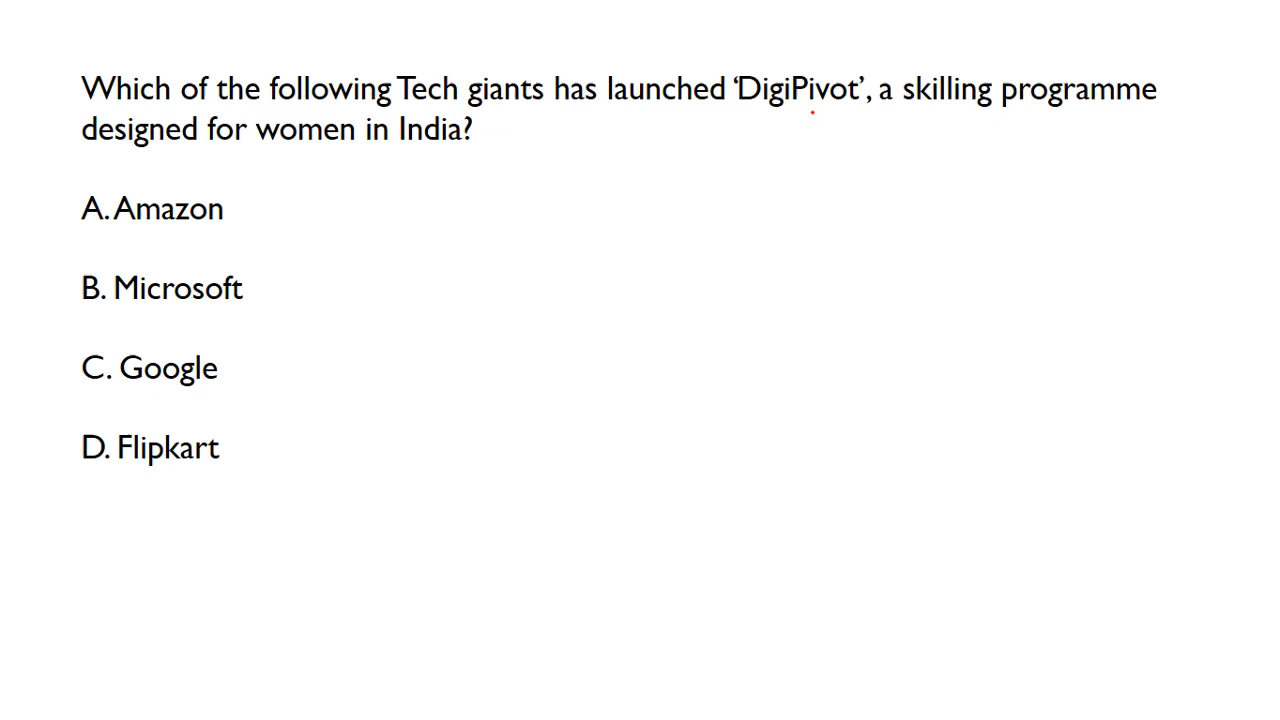 Which of the following Tech giants has launched ‘DigiPivot’, a skilling programme
designed for women in India?
A. Amazon
B. Microsoft
C. Google
D. Flipkart